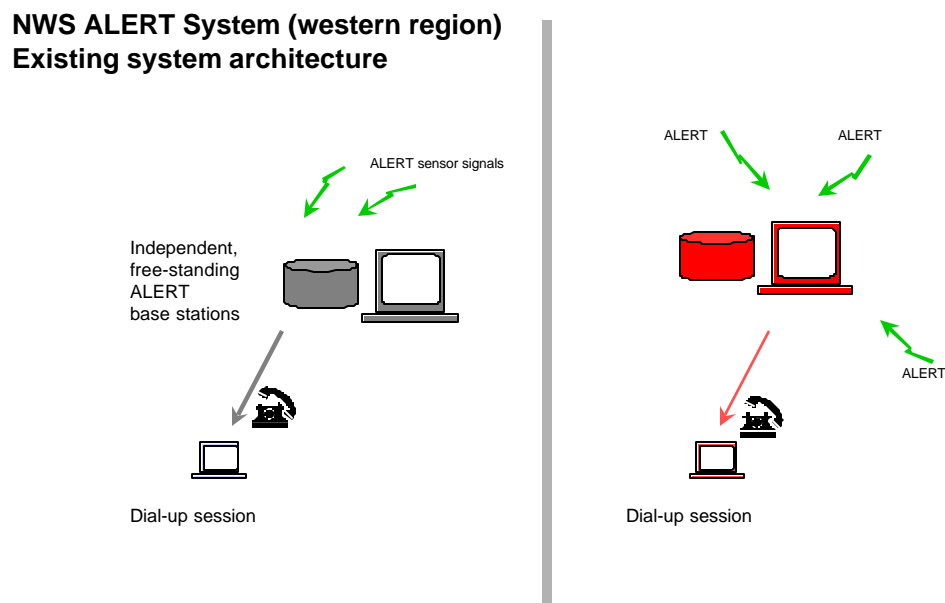 NWS ALERT System (western region)
Existing system architecture
ALERT sensor signals
Independent,
free-standing
ALERT
base stations
Dial-up session
ALERT
ALERT
ALERT
Dial-up session